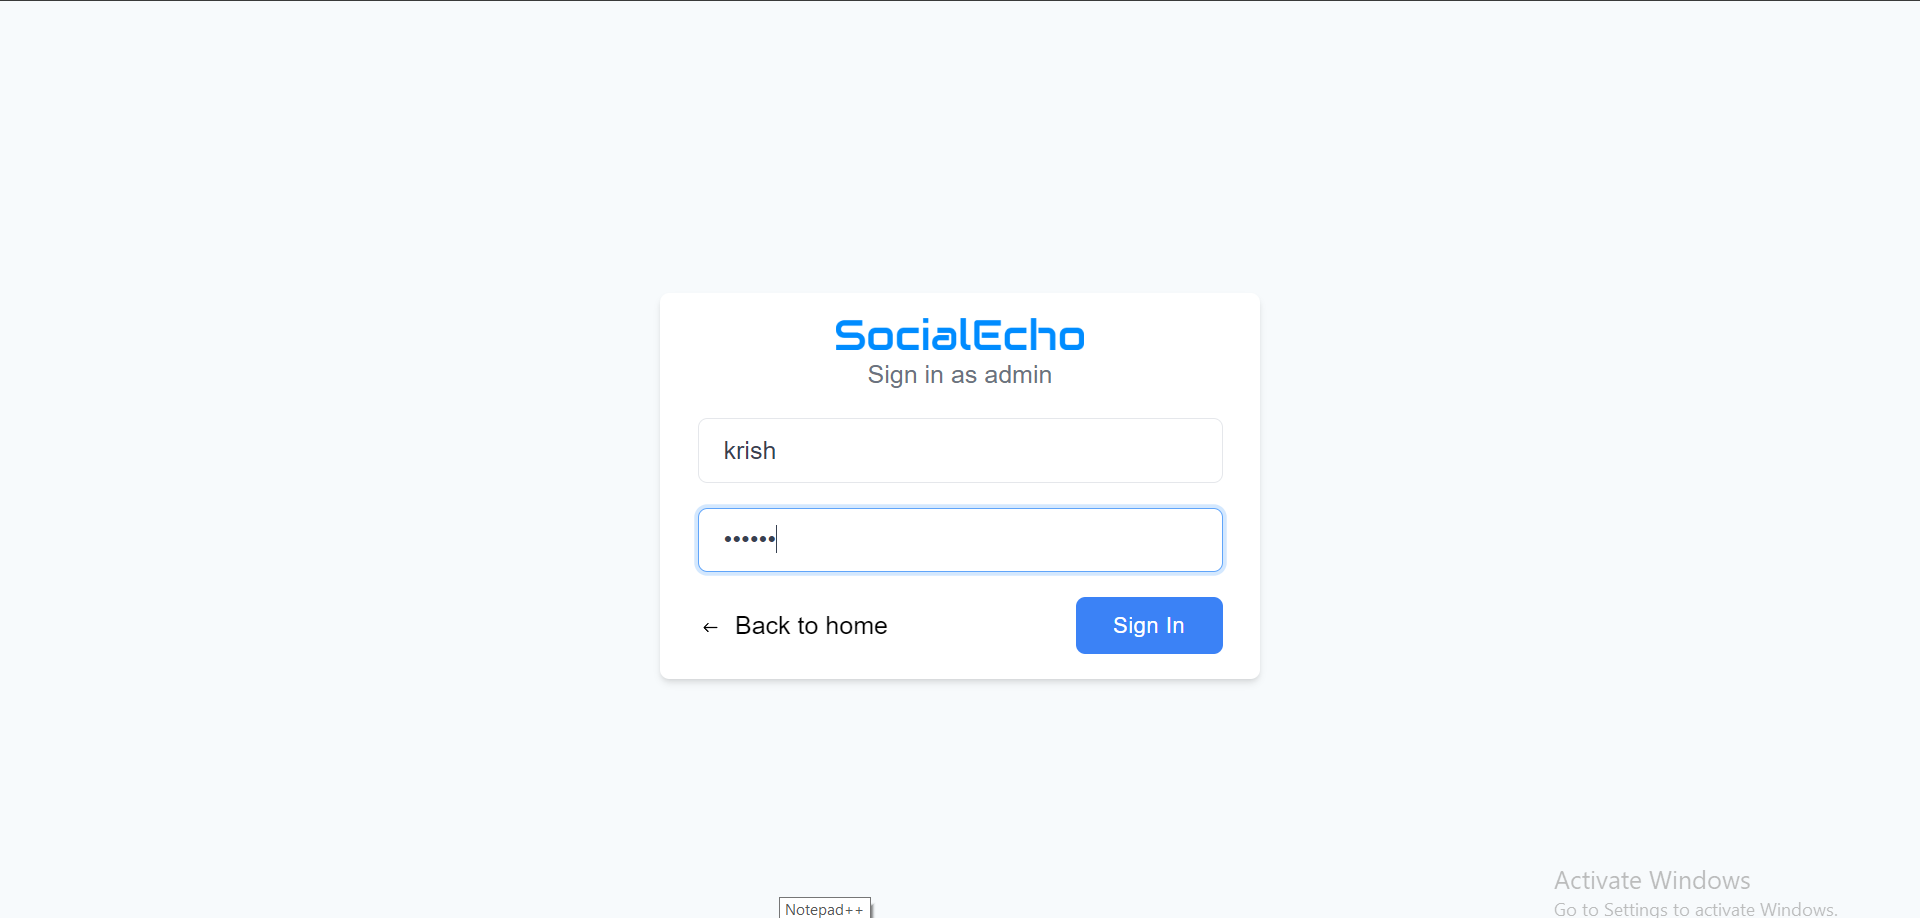 SocialEcho
Sign in as admin
krish
••••••
← Back to home
Sign In
Activate Windows
Go to Settings to activate Windows.
Notepad++